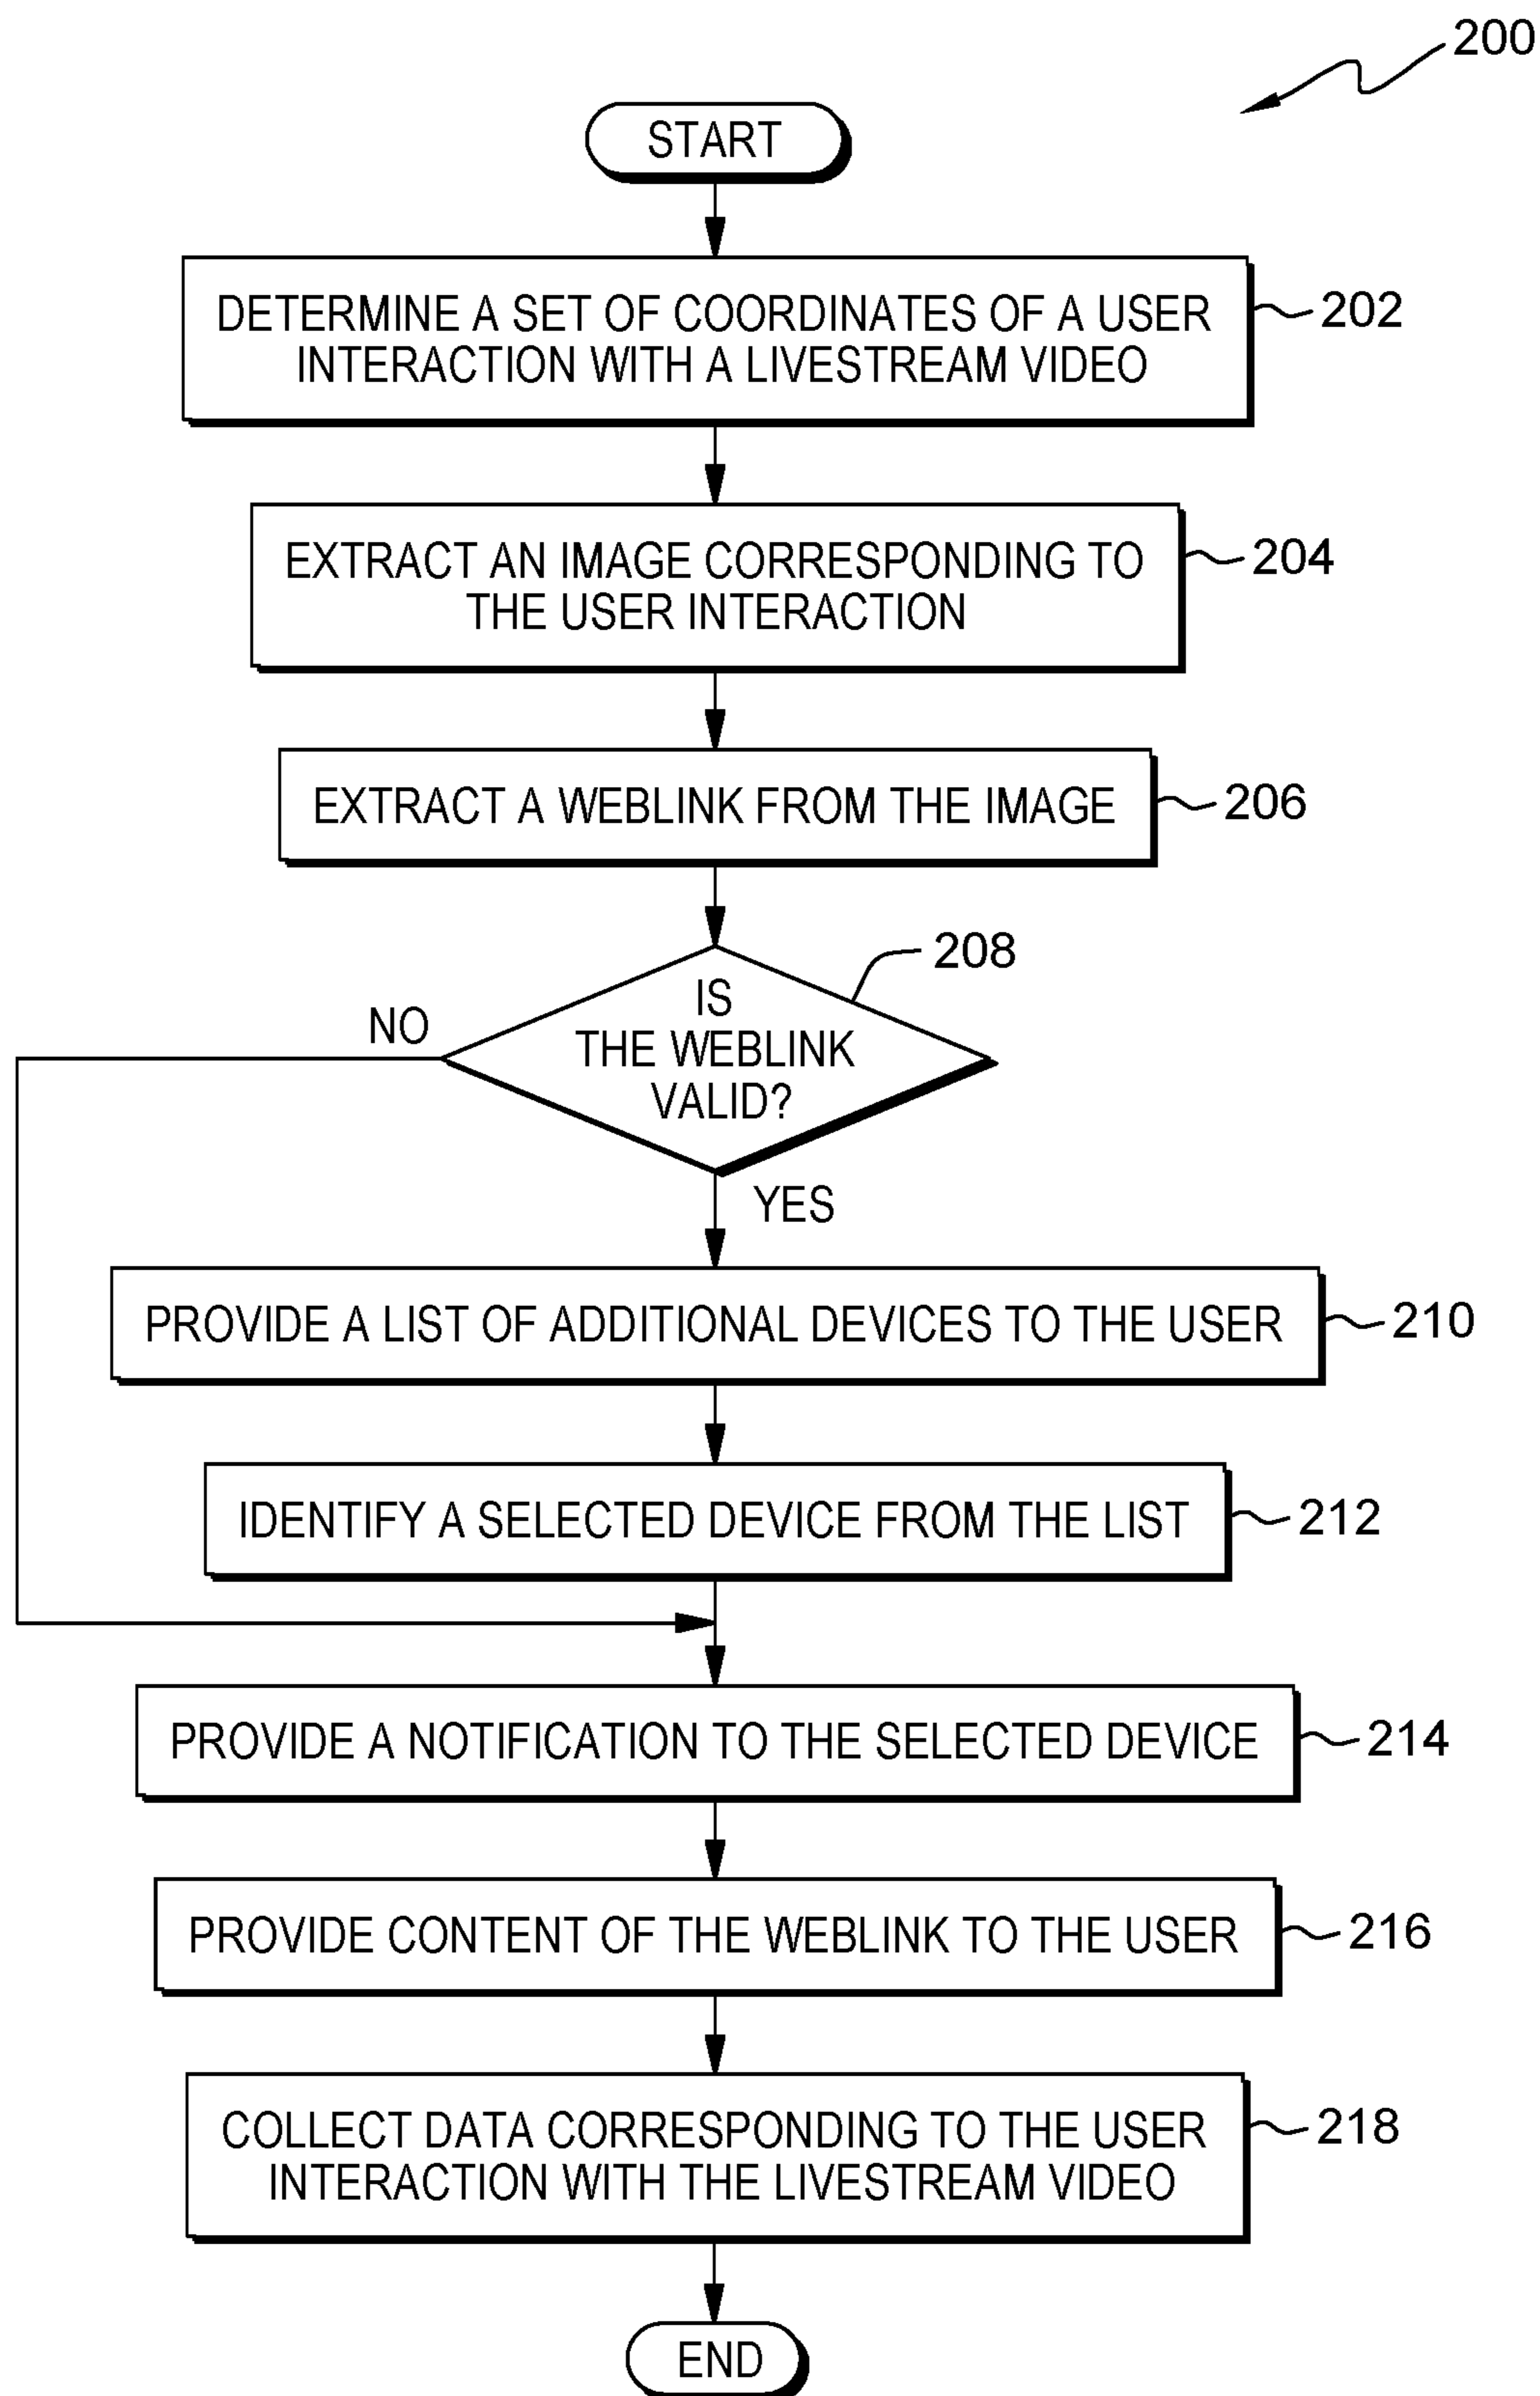 200
START
DETERMINE A SET OF COORDINATES OF A USER
INTERACTION WITH A LIVESTREAM VIDEO
202
EXTRACT AN IMAGE CORRESPONDING TO
THE USER INTERACTION
204
EXTRACT A WEBLINK FROM THE IMAGE
206
208
IS
THE WEBLINK
VALID?
NO
YES
PROVIDE A LIST OF ADDITIONAL DEVICES TO THE USER
210
IDENTIFY A SELECTED DEVICE FROM THE LIST
212
PROVIDE A NOTIFICATION TO THE SELECTED DEVICE
214
PROVIDE CONTENT OF THE WEBLINK TO THE USER
216
COLLECT DATA CORRESPONDING TO THE USER
INTERACTION WITH THE LIVESTREAM VIDEO
218
END